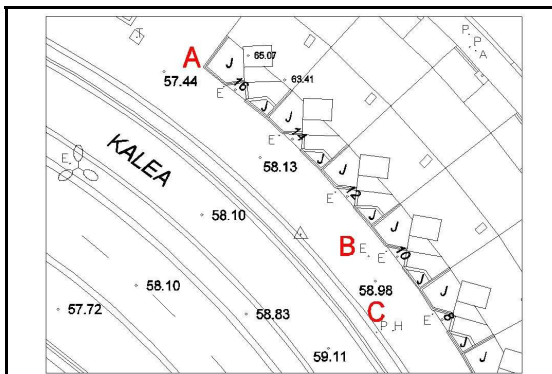 P P
E A
A 65.07
J
57.44 63.41
16
E J
J
E 14
58.13 J
KALEA J
E
E 12
J
58.10 J
B E E 10
J
58.98 J
58.10 C
57.72 58.83 E 8
P H J
59.11
J